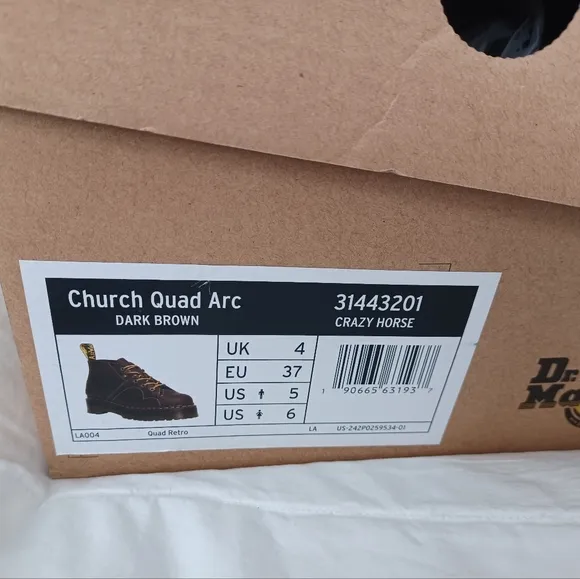 Church Quad Arc 31443201
DARK BROWN CRAZY HORSE
UK 4
EU 37
US 5
US 6
1 90665 63193 7
LA004 Quad Retro LA US-242P0259534-01
Dr.
Ma